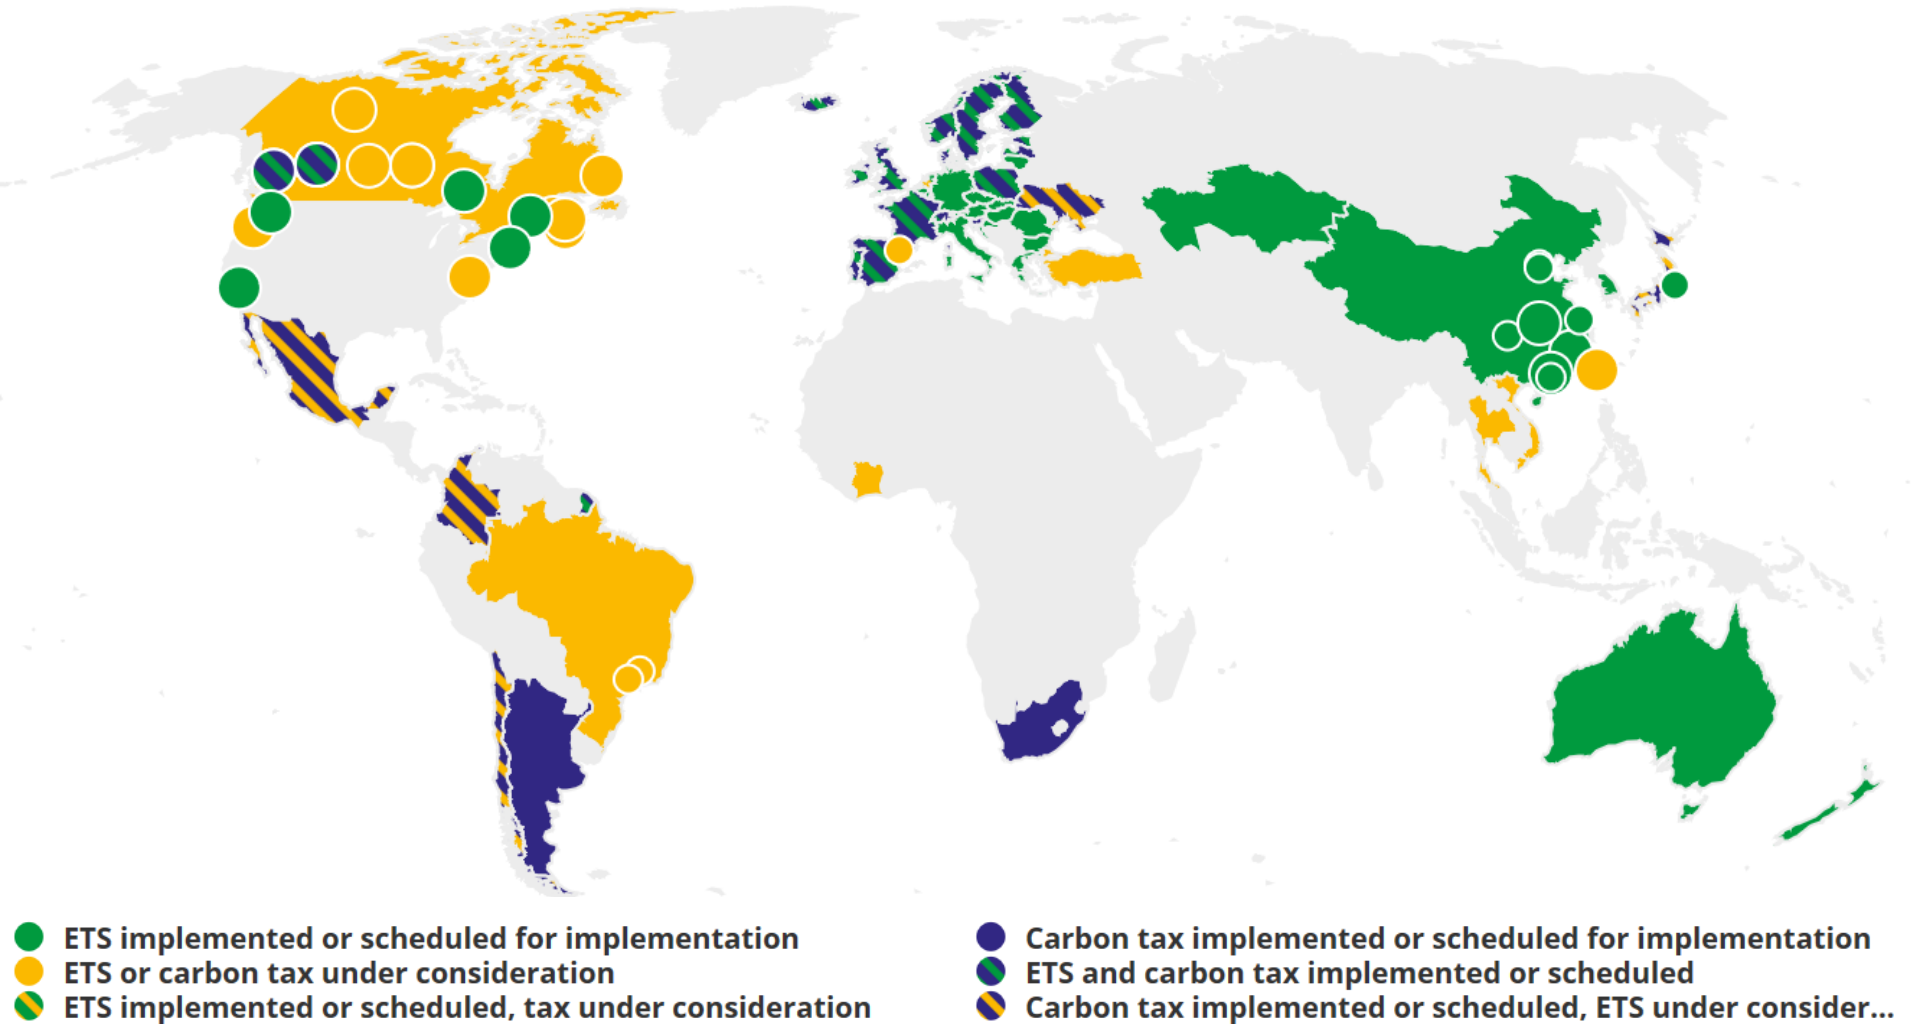 ETS implemented or scheduled for implementation
ETS or carbon tax under consideration
ETS implemented or scheduled, tax under consideration
Carbon tax implemented or scheduled for implementation
ETS and carbon tax implemented or scheduled
Carbon tax implemented or scheduled, ETS under consider...